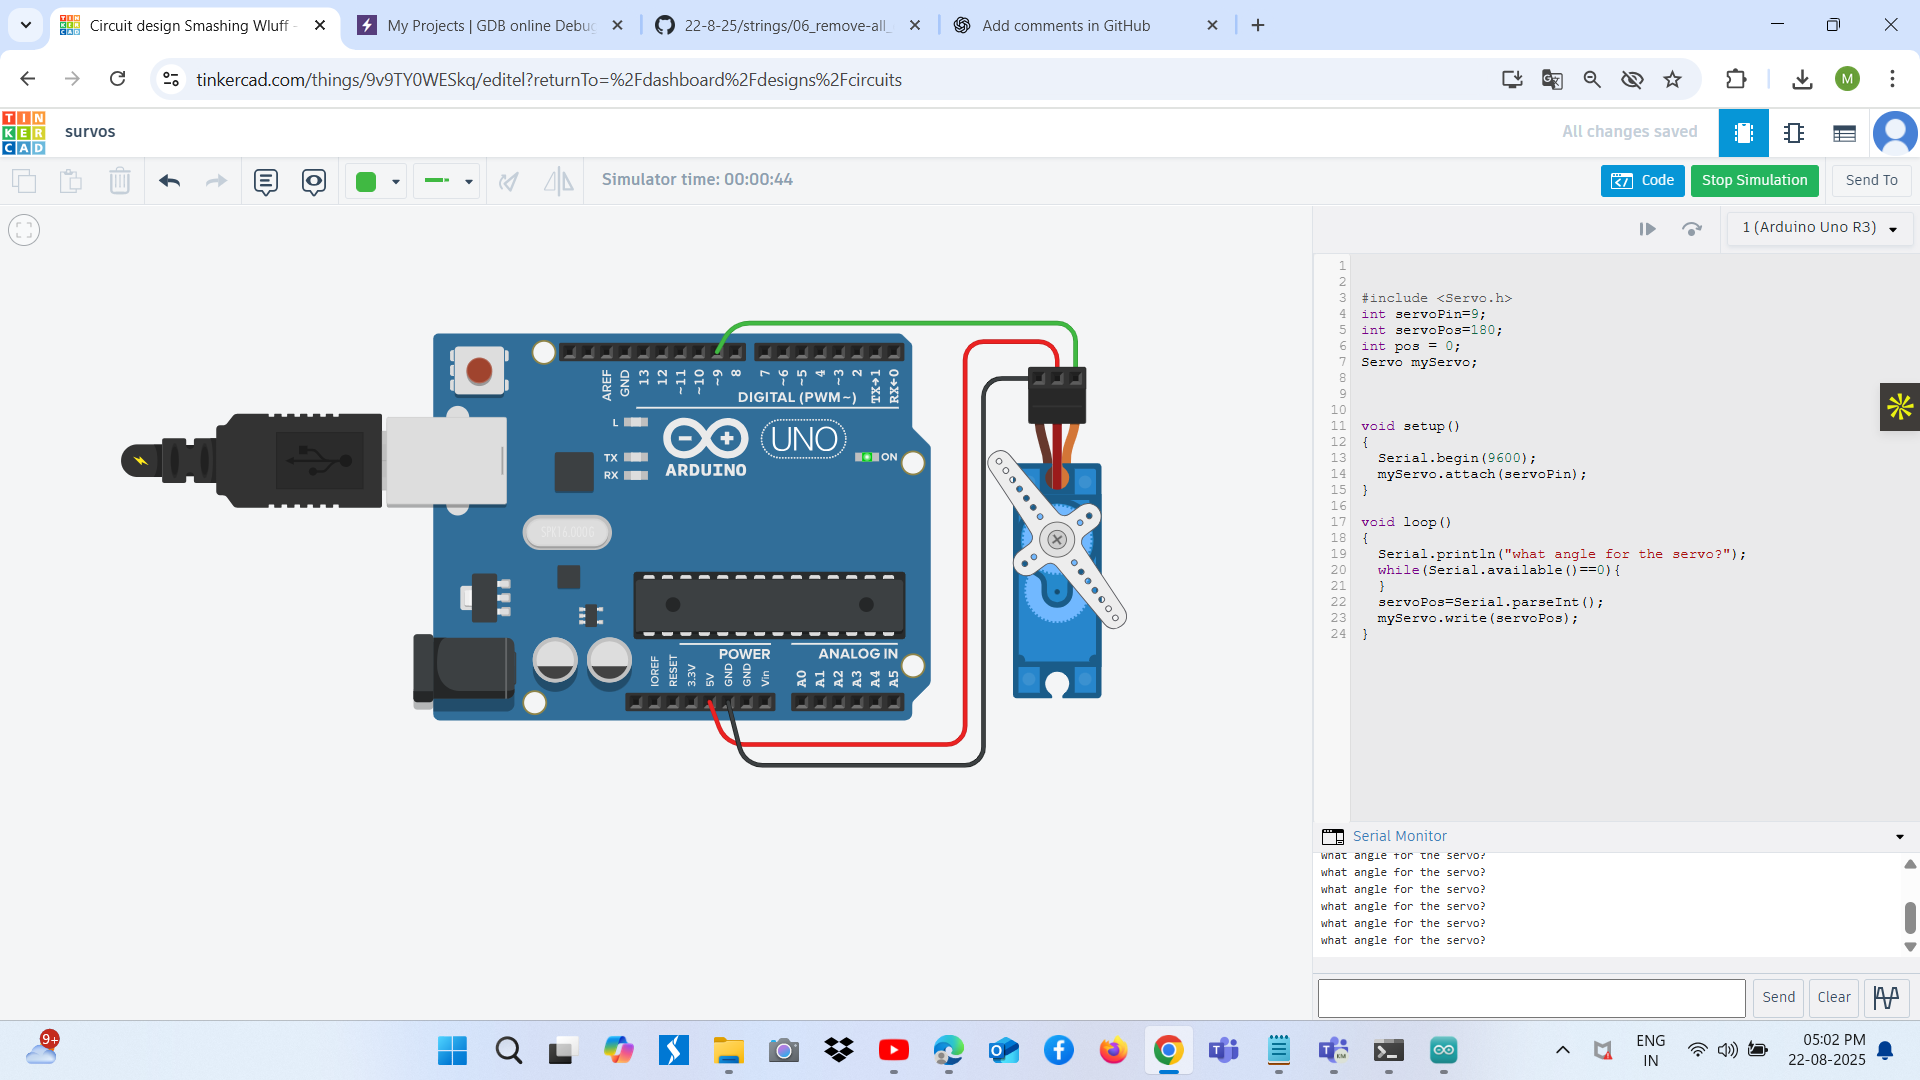 Circuit design Smashing Wluff -
My Projects | GDB online Debug
22-8-25/strings/06_remove-all_
Add comments in GitHub
tinkercad.com/things/9v9TY0WESkq/editel?returnTo=%2Fdashboard%2Fdesigns%2Fcircuits
M
TIN
KER
CAD
survos
All changes saved
Simulator time: 00:00:44
Code
Stop Simulation
Send To
1 (Arduino Uno R3)
1
2
3 #include <Servo.h>
4 int servoPin=9;
5 int servoPos=180;
6 int pos = 0;
7 Servo myServo;
8
9
10
11 void setup()
12 {
13 Serial.begin(9600);
14 myServo.attach(servoPin);
15 }
16
17 void loop()
18 {
19 Serial.println("what angle for the servo?");
20 while(Serial.available()==0){
21 }
22 servoPos=Serial.parseInt();
23 myServo.write(servoPos);
24 }
AREF
GND
13
12
~11
~10
~9
8
7
~6
~5
4
~3
2
TX→1
RX←0
DIGITAL (PWM~)
L
TX
RX
ARDUINO
UNO
ON
SPK16.000G
POWER
ANALOG IN
IOREF
RESET
3.3V
5V
GND
GND
Vin
A0
A1
A2
A3
A4
A5
Serial Monitor
what angle for the servo?
what angle for the servo?
what angle for the servo?
what angle for the servo?
what angle for the servo?
what angle for the servo?
Send
Clear
9+
ENG
IN
05:02 PM
22-08-2025